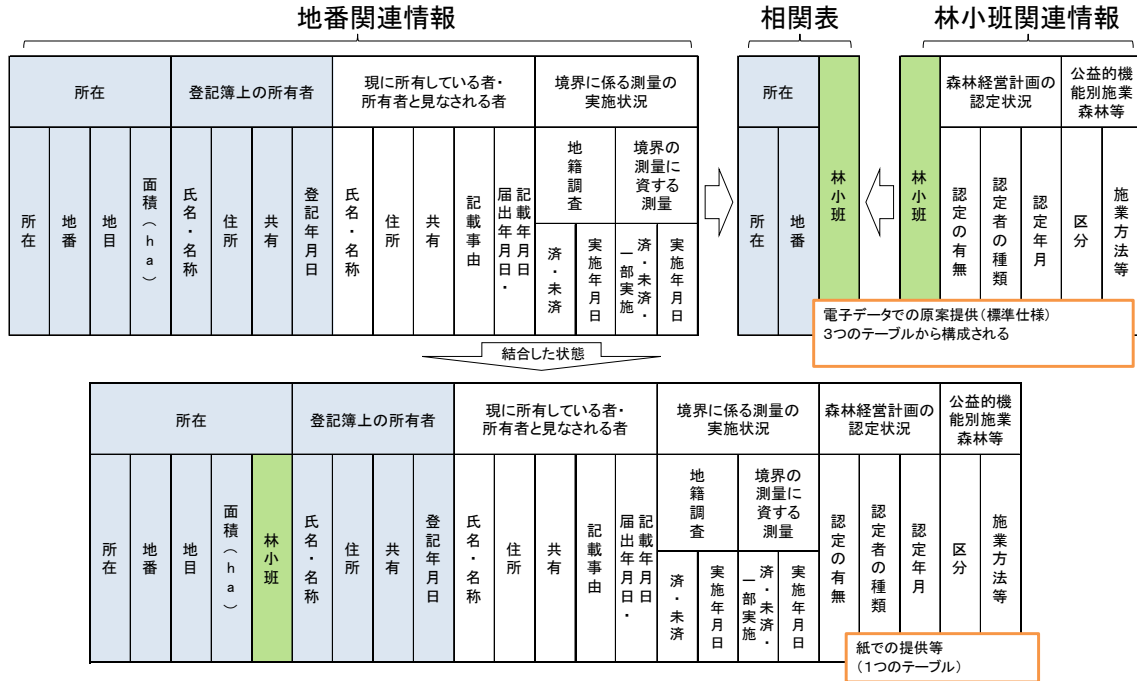 地番関連情報
相関表
林小班関連情報
所在
登記簿上の所有者
現に所有している者・
所有者と見なされる者
境界に係る測量の
実施状況
所在
地番
地目
面積(ha)
氏名・名称
住所
共有
登記年月日
氏名・名称
住所
共有
記載事由
記載年月日
届出年月日・
地籍調査
境界の
測量に
資する
測量
済・未済
実施年月日
済・未済・
一部実施
実施年月日
所在
林小班
所在
地番
森林経営計画の
認定状況
公益的機
能別施業
森林等
林小班
認定の有無
認定者の種類
認定年月
区分
施業方法等
電子データでの原案提供(標準仕様)
3つのテーブルから構成される
結合した状態
所在
登記簿上の所有者
現に所有している者・
所有者と見なされる者
境界に係る測量の
実施状況
森林経営計画の
認定状況
公益的機
能別施業
森林等
所在
地番
地目
面積(ha)
林小班
氏名・名称
住所
共有
登記年月日
氏名・名称
住所
共有
記載事由
記載年月日
届出年月日・
地籍調査
境界の
測量に
資する
測量
済・未済
実施年月日
済・未済・
一部実施
実施年月日
認定の有無
認定者の種類
認定年月
区分
施業方法等
紙での提供等
(1つのテーブル)